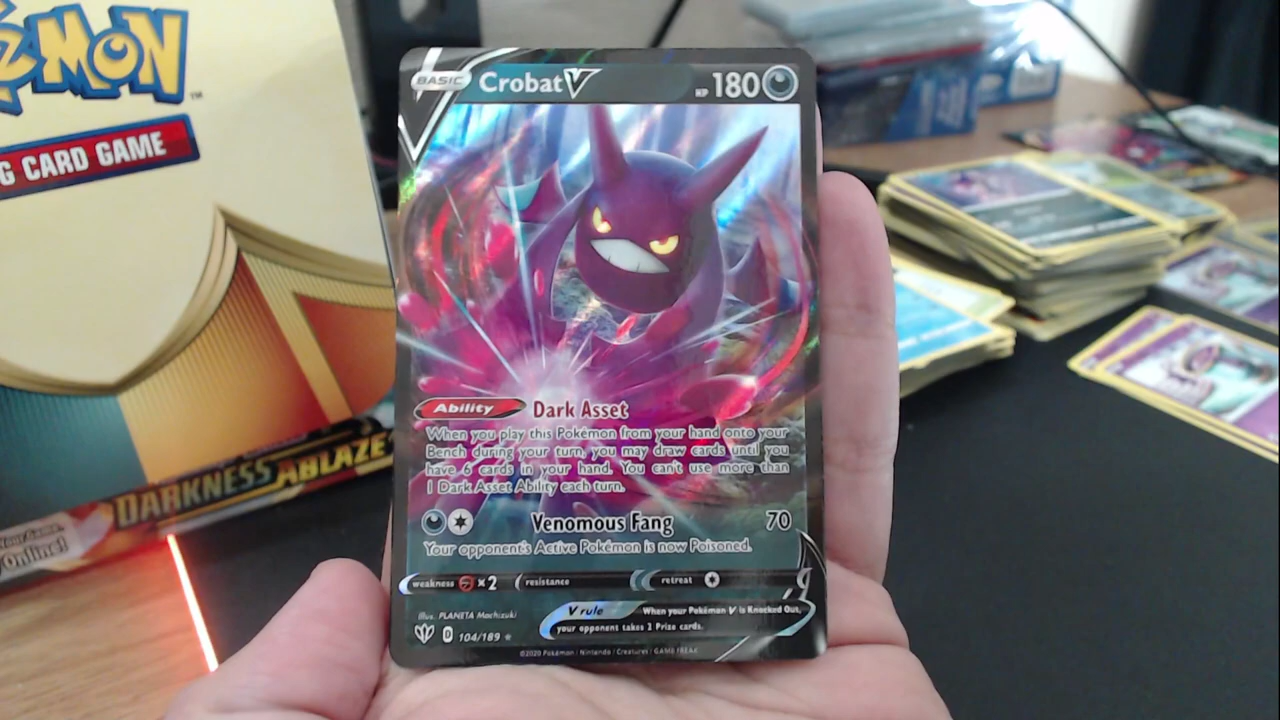 POKéMON
TM
G CARD GAME
DARKNESS ABLAZE
Your Game.
Online!
BASIC
Crobat V
HP 180
Ability Dark Asset
When you play this Pokémon from your hand onto your
Bench during your turn, you may draw cards until you
have 6 cards in your hand. You can't use more than
1 Dark Asset Ability each turn.
Venomous Fang 70
Your opponent's Active Pokémon is now Poisoned.
weakness ×2 resistance retreat
Illus. PLANETA Mochizuki
V rule When your Pokémon V is Knocked Out,
your opponent takes 2 Prize cards.
D 104/189 ★
©2020 Pokémon / Nintendo / Creatures / GAME FREAK